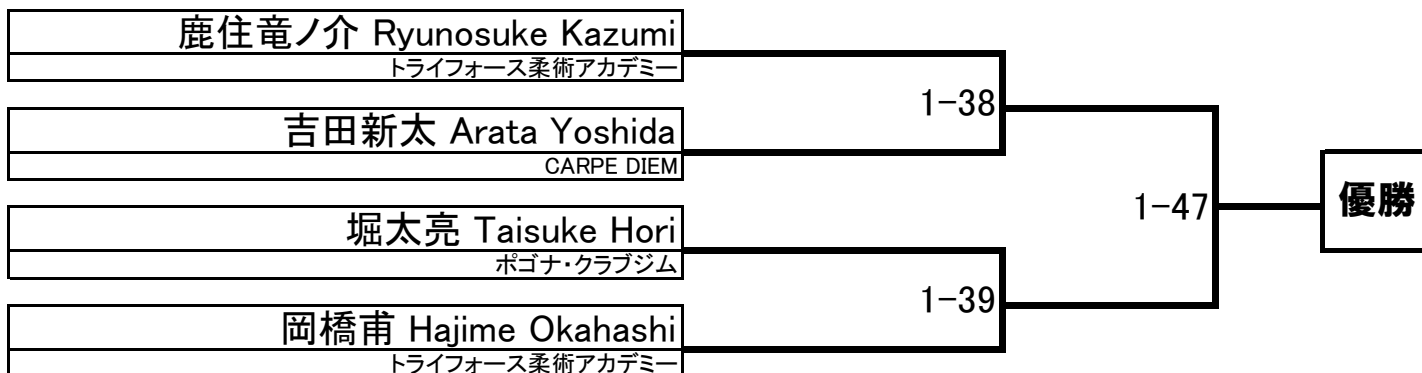 鹿住竜ノ介 Ryunosuke Kazumi
トライフォース柔術アカデミー
1-38
吉田新太 Arata Yoshida
CARPE DIEM
1-47
優勝
堀太亮 Taisuke Hori
ポゴナ・クラブジム
1-39
岡橋甫 Hajime Okahashi
トライフォース柔術アカデミー